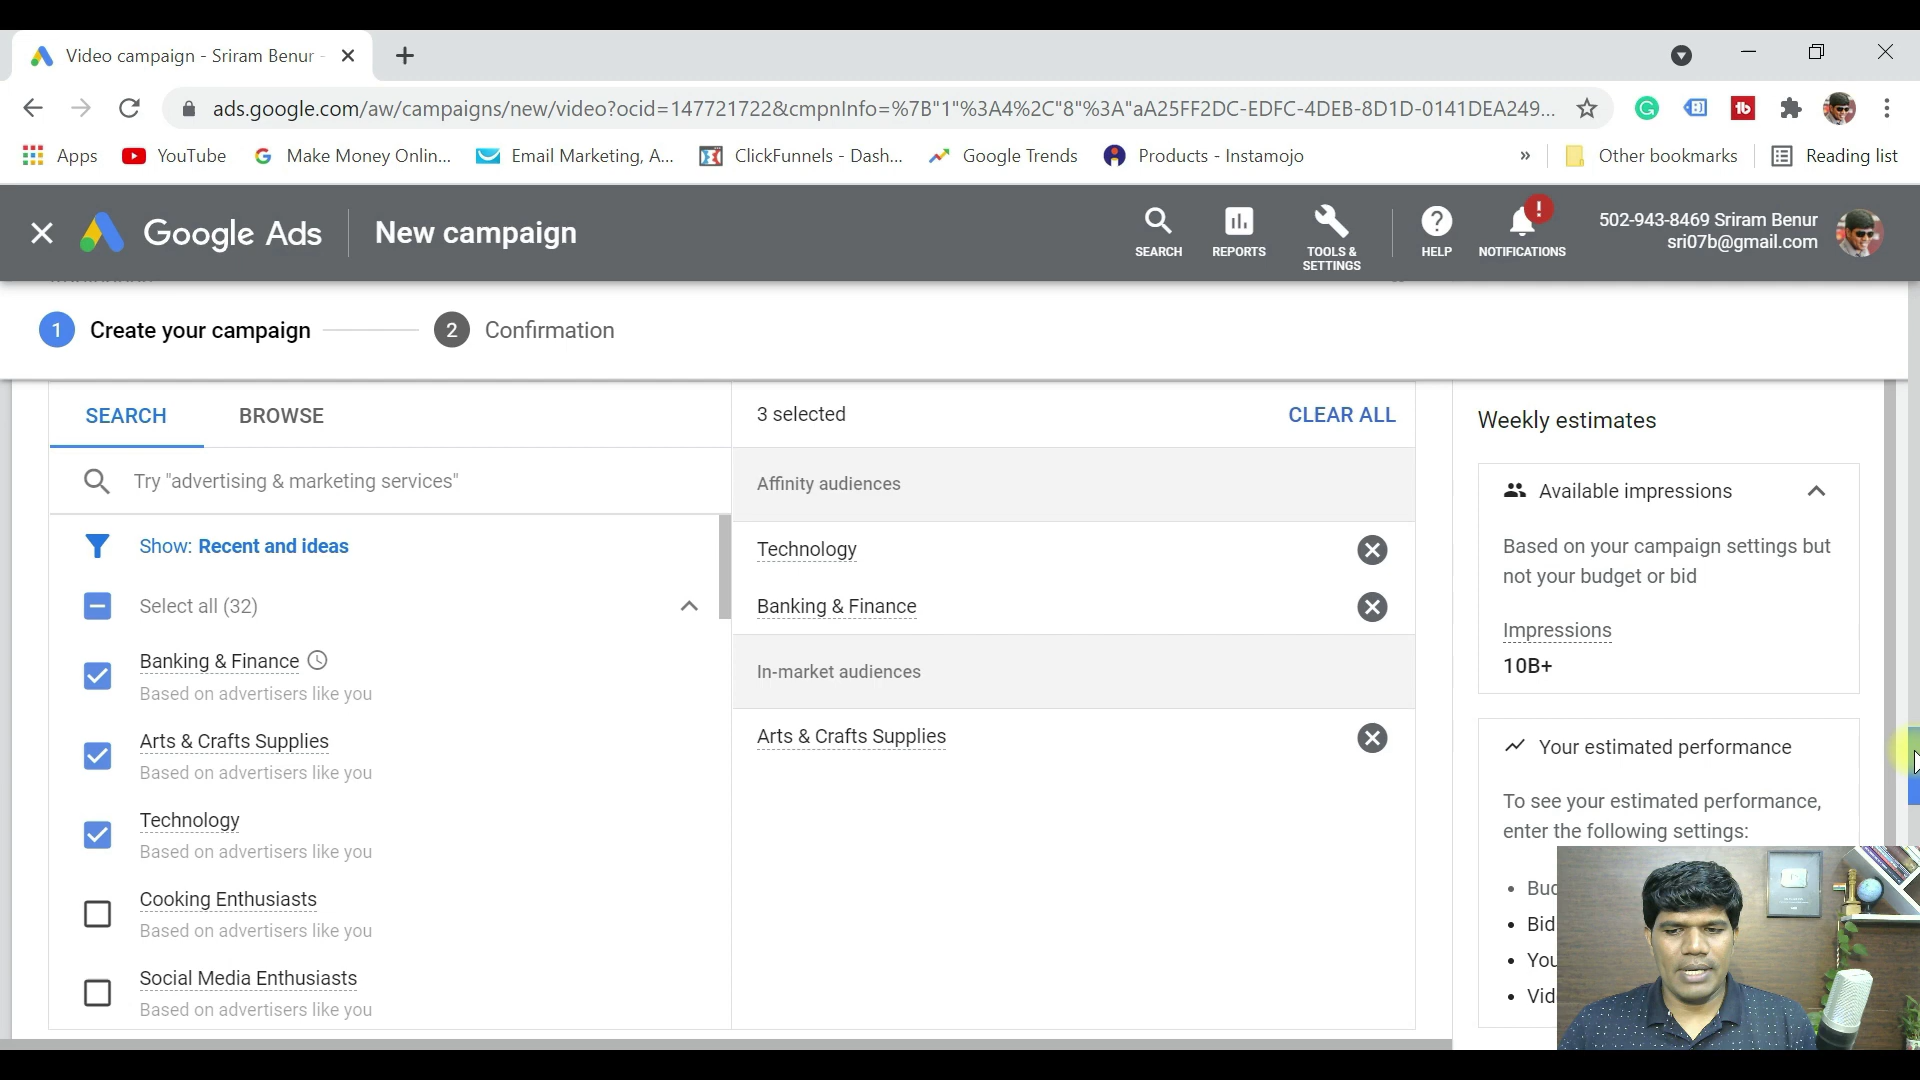 Video campaign - Sriram Benur -
ads.google.com/aw/campaigns/new/video?ocid=147721722&cmpnInfo=%7B"1"%3A4%2C"8"%3A"aA25FF2DC-EDFC-4DEB-8D1D-0141DEA249...
Apps YouTube Make Money Onlin... Email Marketing, A... ClickFunnels - Dash... Google Trends Products - Instamojo » Other bookmarks Reading list
Google Ads New campaign
SEARCH REPORTS TOOLS & SETTINGS HELP NOTIFICATIONS
502-943-8469 Sriram Benur
sri07b@gmail.com
1 Create your campaign 2 Confirmation
SEARCH BROWSE
Try "advertising & marketing services"
Show: Recent and ideas
Select all (32)
Banking & Finance
Based on advertisers like you
Arts & Crafts Supplies
Based on advertisers like you
Technology
Based on advertisers like you
Cooking Enthusiasts
Based on advertisers like you
Social Media Enthusiasts
Based on advertisers like you
3 selected CLEAR ALL
Affinity audiences
Technology
Banking & Finance
In-market audiences
Arts & Crafts Supplies
Weekly estimates
Available impressions
Based on your campaign settings but
not your budget or bid
Impressions
10B+
Your estimated performance
To see your estimated performance,
enter the following settings:
Bid